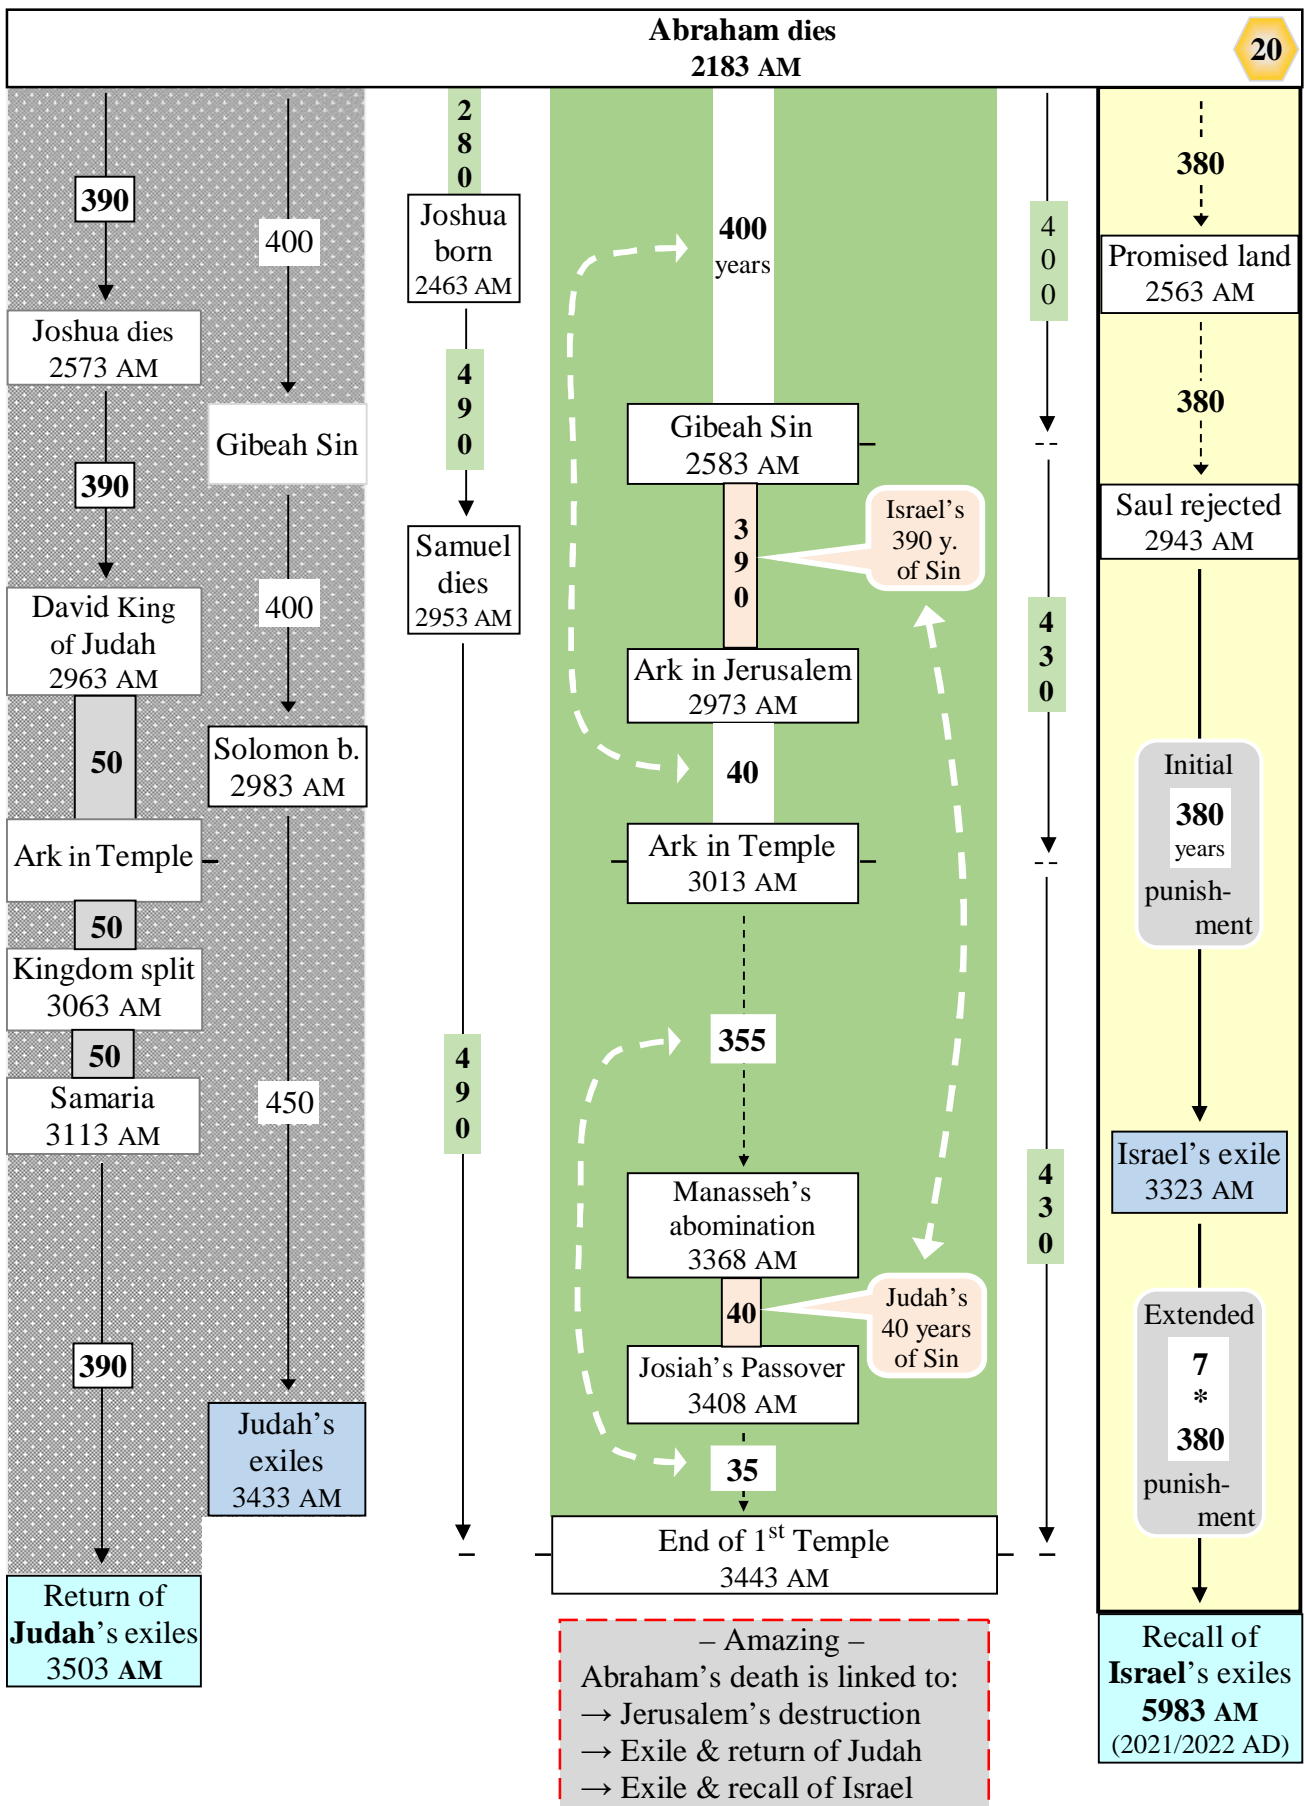 Abraham dies
2183 AM
20
390
Joshua dies
2573 AM
390
David King
of Judah
2963 AM
50
Ark in Temple
50
Kingdom split
3063 AM
50
Samaria
3113 AM
390
Return of
Judah's exiles
3503 AM
400
Gibeah Sin
400
Solomon b.
2983 AM
450
Judah's
exiles
3433 AM
2
8
0
Joshua
born
2463 AM
4
9
0
Samuel
dies
2953 AM
4
9
0
400
years
Gibeah Sin
2583 AM
3
9
0
Israel's
390 y.
of Sin
Ark in Jerusalem
2973 AM
40
Ark in Temple
3013 AM
355
Manasseh's
abomination
3368 AM
40
Judah's
40 years
of Sin
Josiah's Passover
3408 AM
35
End of 1st Temple
3443 AM
– Amazing –
Abraham's death is linked to:
→ Jerusalem's destruction
→ Exile & return of Judah
→ Exile & recall of Israel
4
0
0
4
3
0
4
3
0
380
Promised land
2563 AM
380
Saul rejected
2943 AM
Initial
380
years
punish-
ment
Israel's exile
3323 AM
Extended
7
*
380
punish-
ment
Recall of
Israel's exiles
5983 AM
(2021/2022 AD)